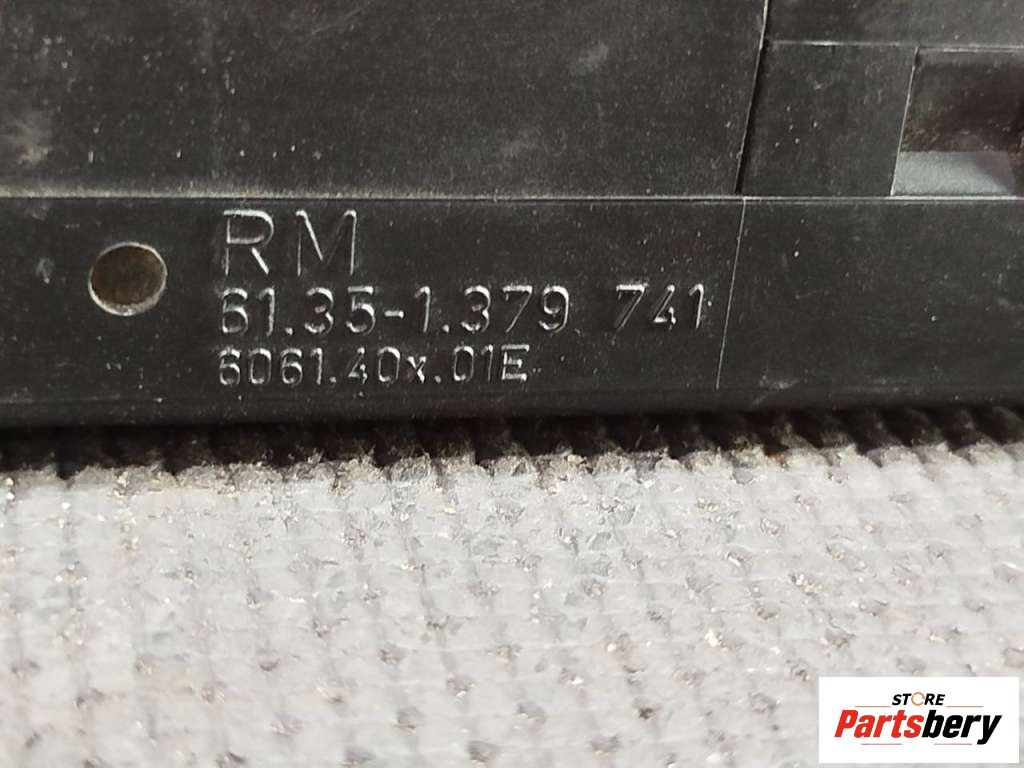 RM
61.35-1.379 741
6061.40x.01E
STORE
Partsbery